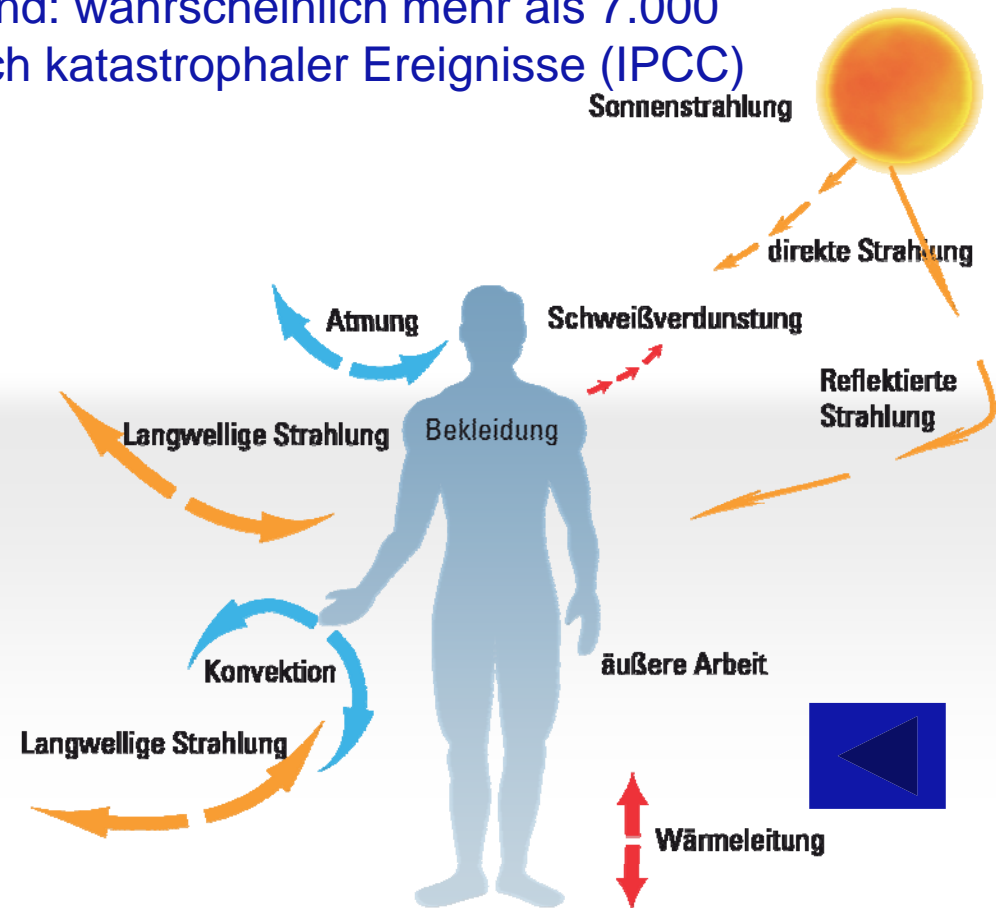 nd: wahrscheinlich mehr als 7.000
ch katastrophaler Ereignisse (IPCC)
Sonnenstrahlung
direkte Strahlung
Atmung
Schweißverdunstung
Reflektierte
Strahlung
Langwellige Strahlung
Bekleidung
Konvektion
äußere Arbeit
Langwellige Strahlung
Wärmeleitung